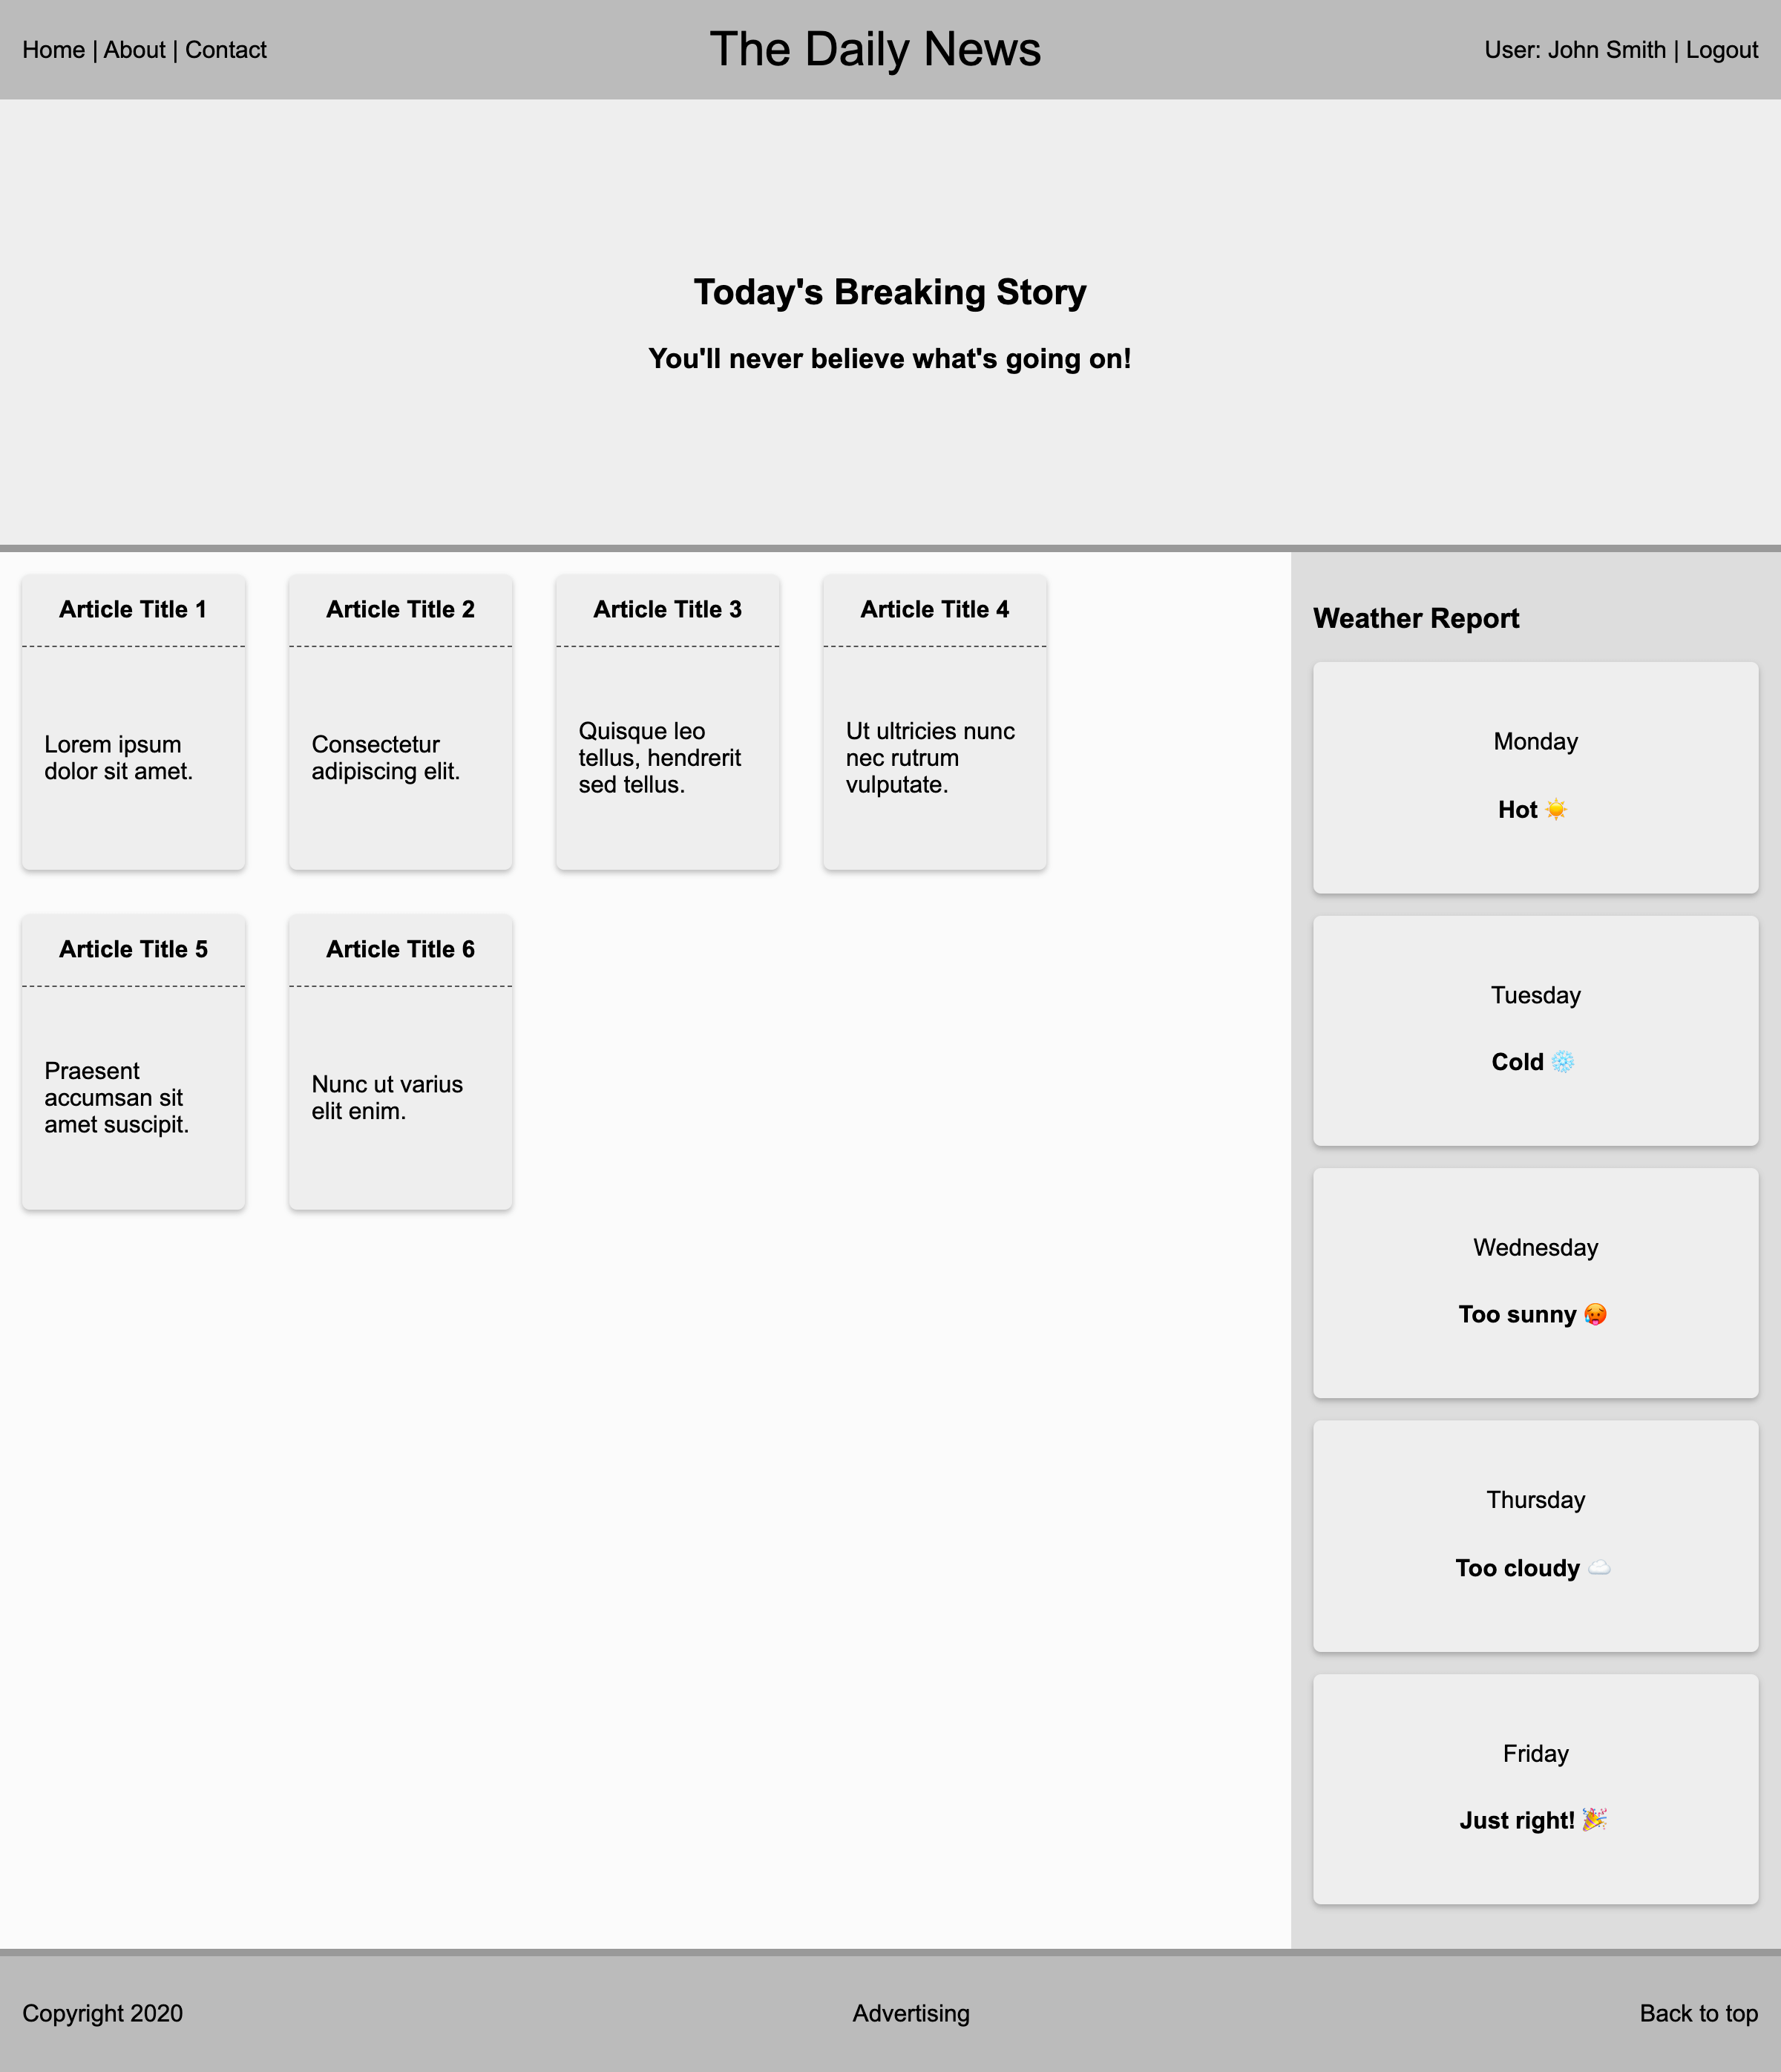 Home | About | Contact
The Daily News
User: John Smith | Logout
Today's Breaking Story
You'll never believe what's going on!
Article Title 1
Lorem ipsum
dolor sit amet.
Article Title 2
Consectetur
adipiscing elit.
Article Title 3
Quisque leo
tellus, hendrerit
sed tellus.
Article Title 4
Ut ultricies nunc
nec rutrum
vulputate.
Article Title 5
Praesent
accumsan sit
amet suscipit.
Article Title 6
Nunc ut varius
elit enim.
Weather Report
Monday
Hot ☀️
Tuesday
Cold ❄️
Wednesday
Too sunny 🥵
Thursday
Too cloudy ☁️
Friday
Just right! 🎉
Copyright 2020
Advertising
Back to top